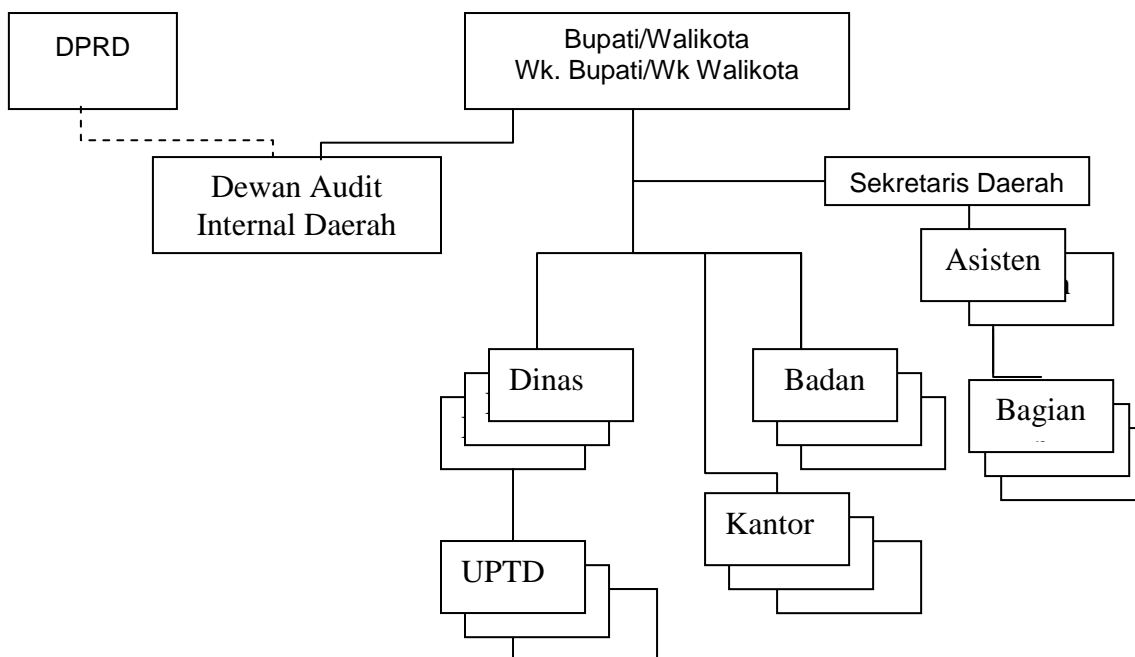 DPRD
Bupati/Walikota
Wk. Bupati/Wk Walikota
Dewan Audit
Internal Daerah
Sekretaris Daerah
Asisten
Dinas
Badan
Bagian
Kantor
UPTD